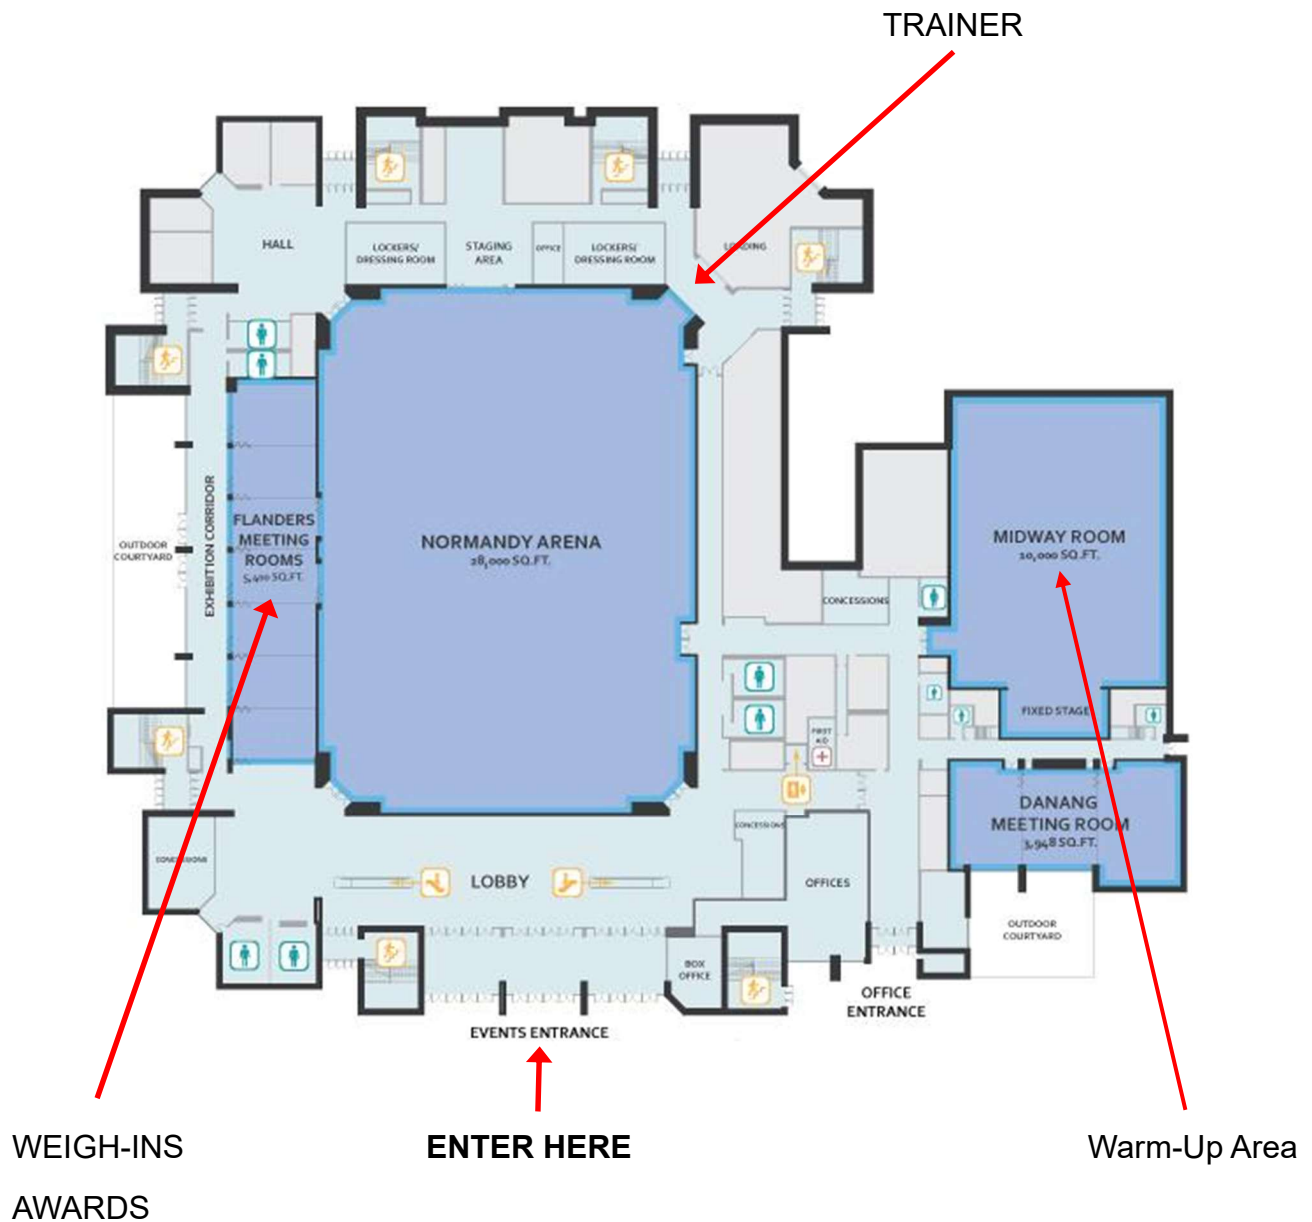 TRAINER
HALL
LOCKERS/
DRESSING ROOM
STAGING
AREA
OFFICE
LOCKERS/
DRESSING ROOM
LOADING
FLANDERS
MEETING
ROOMS
5,400 SQ.FT.
EXHIBITION CORRIDOR
OUTDOOR
COURTYARD
NORMANDY ARENA
28,000 SQ.FT.
MIDWAY ROOM
10,000 SQ.FT.
CONCESSIONS
FIXED STAGE
FIRST
AID
DANANG
MEETING ROOM
3,948 SQ.FT.
CONCESSIONS
CONCESSIONS
LOBBY
OFFICES
OUTDOOR
COURTYARD
BOX
OFFICE
OFFICE
ENTRANCE
EVENTS ENTRANCE
WEIGH-INS
AWARDS
ENTER HERE
Warm-Up Area